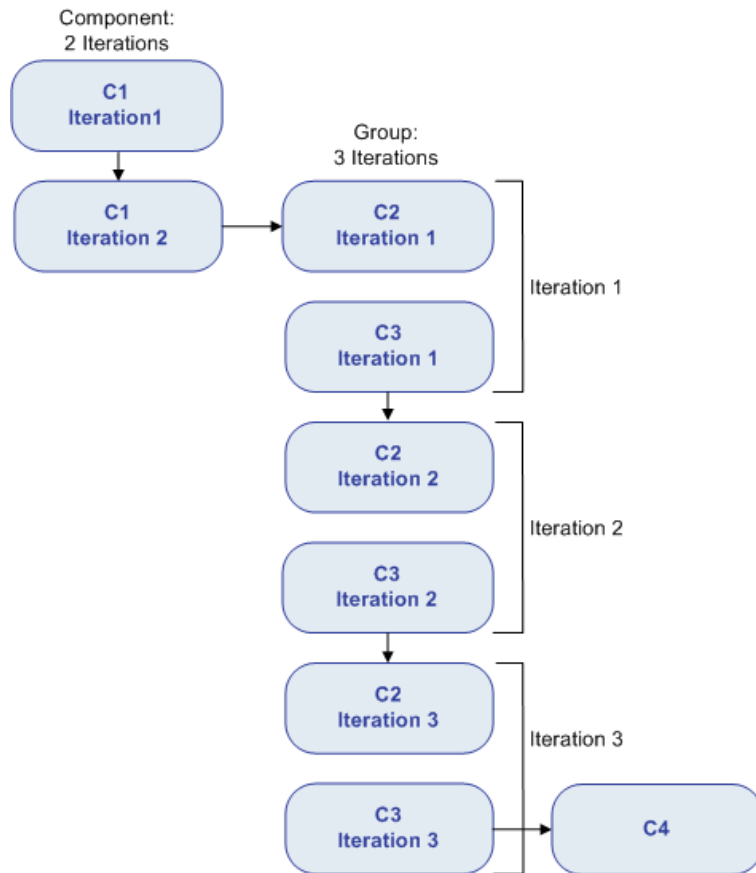 Component:
2 Iterations
C1
Iteration1
Group:
3 Iterations
C1
Iteration 2
C2
Iteration 1
Iteration 1
C3
Iteration 1
C2
Iteration 2
Iteration 2
C3
Iteration 2
C2
Iteration 3
Iteration 3
C3
Iteration 3
C4